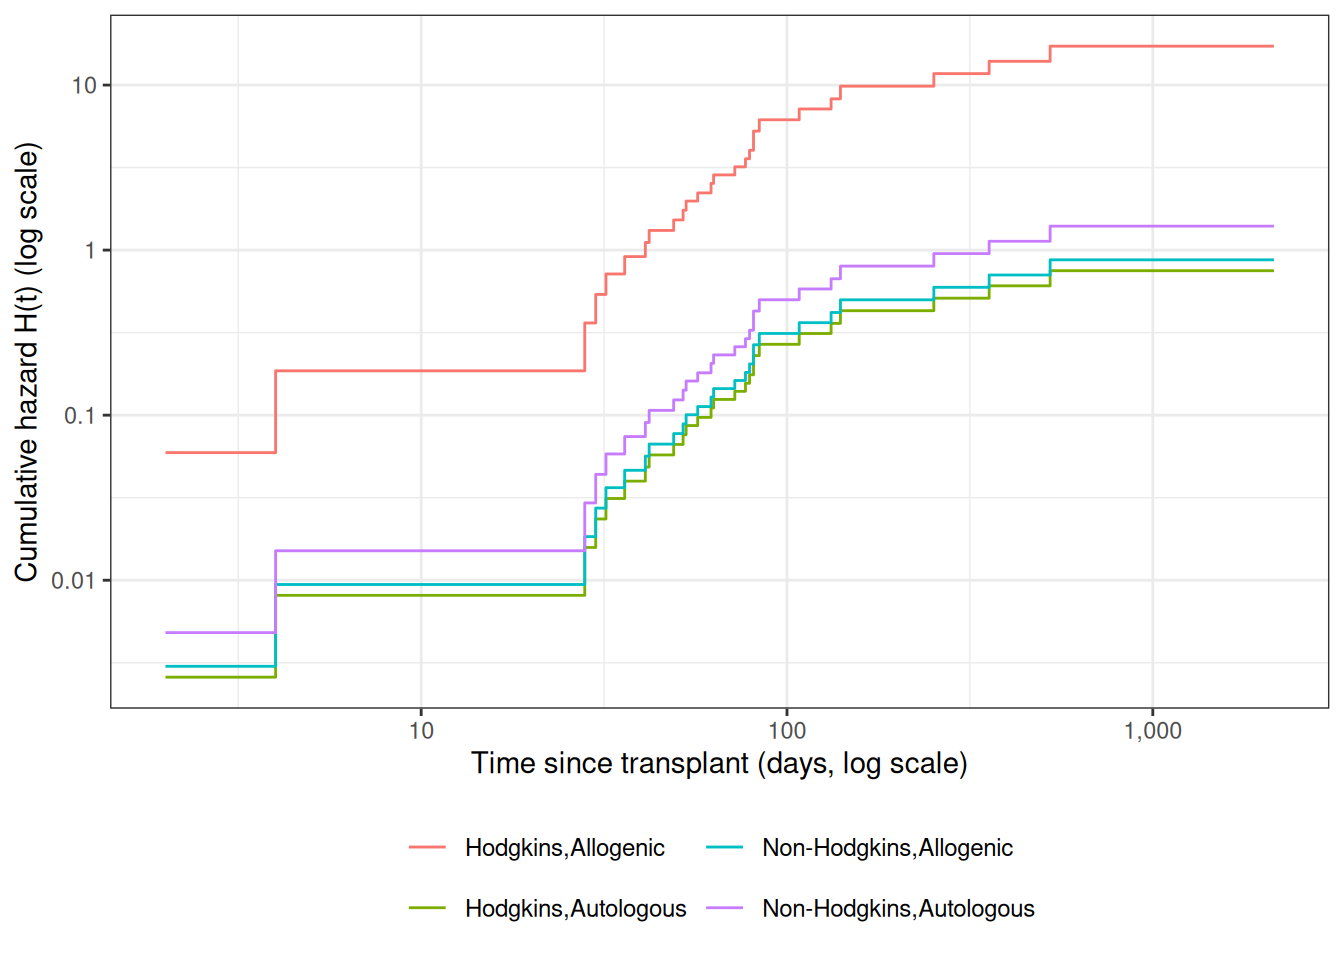 Cumulative hazard H(t) (log scale)
10
1
0.1
0.01
10 100 1,000
Time since transplant (days, log scale)
Hodgkins,Allogenic Non-Hodgkins,Allogenic
Hodgkins,Autologous Non-Hodgkins,Autologous